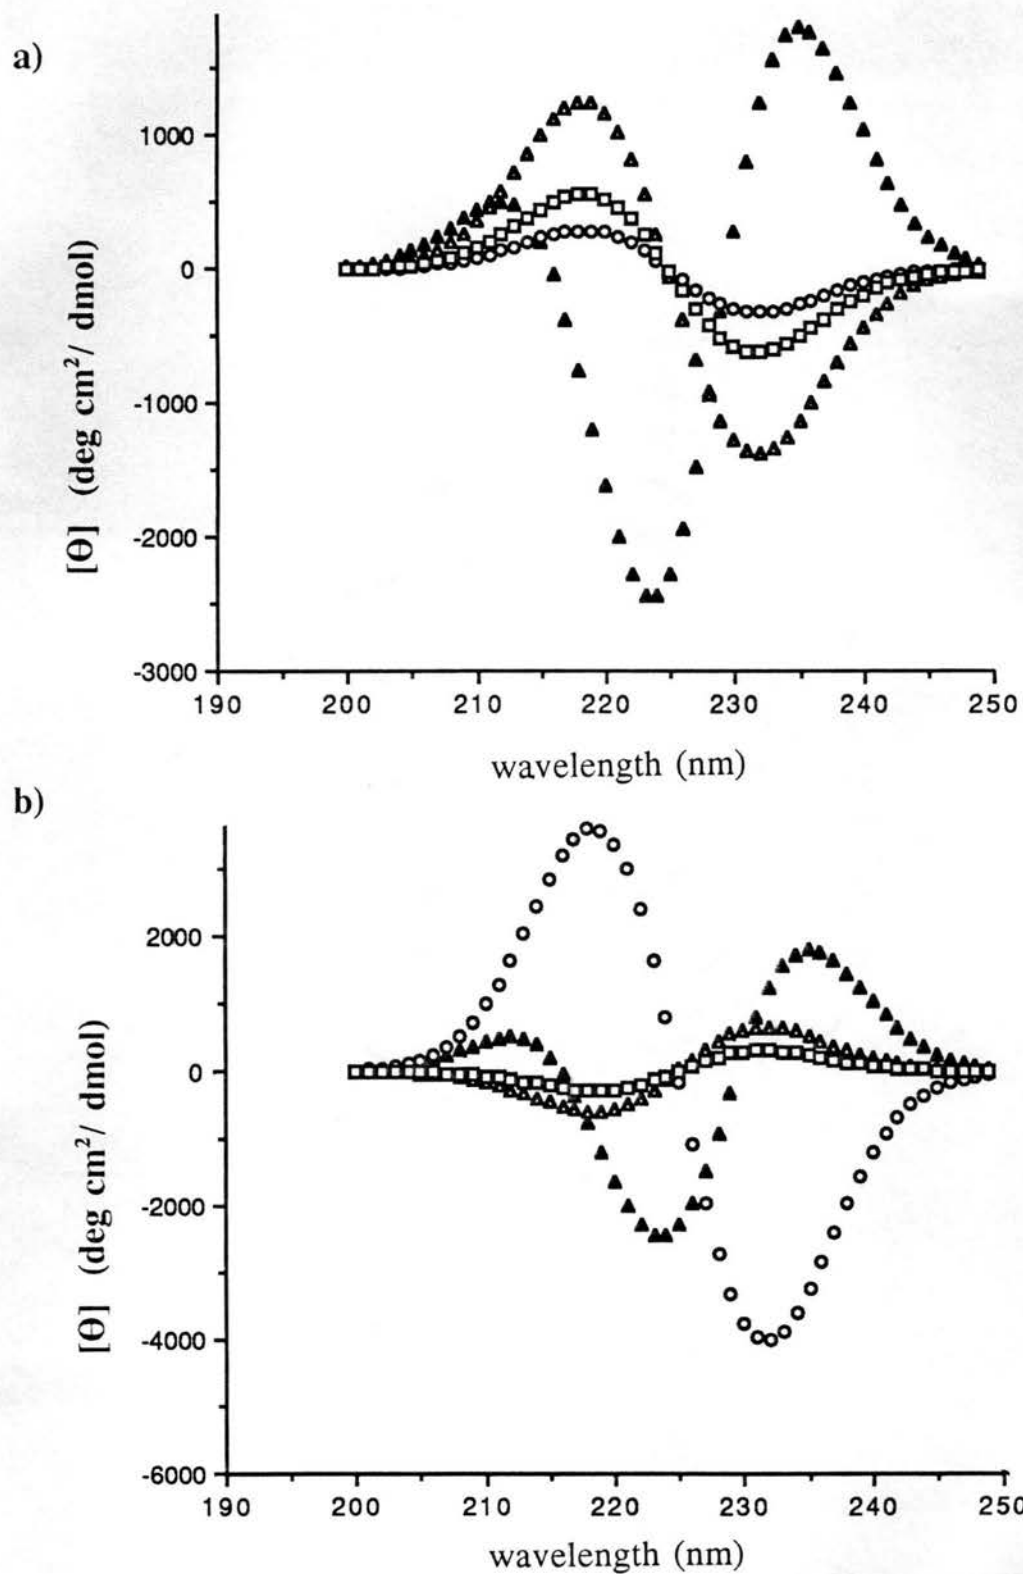 a)
1000
0
-1000
-2000
-3000
[Θ] (deg cm²/ dmol)
190 200 210 220 230 240 250
wavelength (nm)
b)
2000
0
-2000
-4000
-6000
[Θ] (deg cm²/ dmol)
190 200 210 220 230 240 250
wavelength (nm)